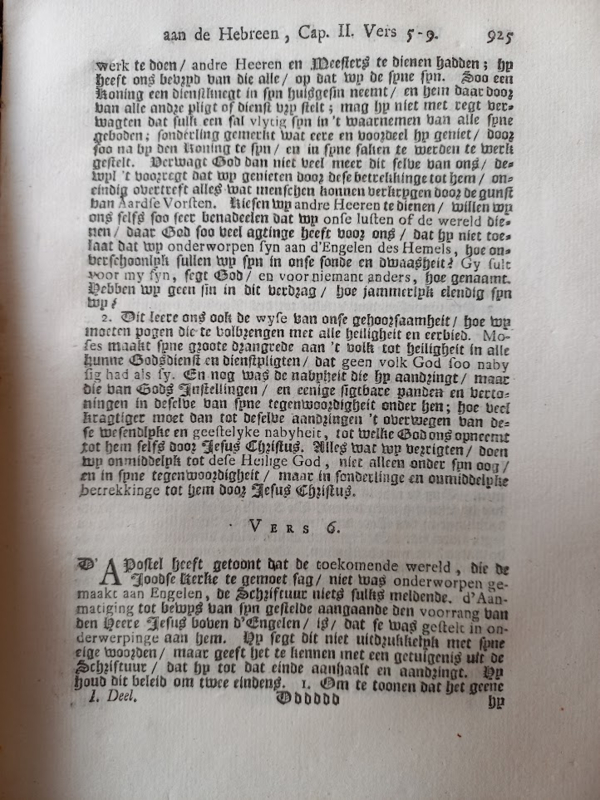 aan de Hebreen, Cap. II. Vers 5-9. 925
werk te doen/ andre Heeren en Meesters te dienen hadden; hy
heeft ons bevryd van die alle/ op dat wy de syne syn. Soo een
Koning een dienstknegt in syn huisgesin neemt/ en hem daar door
van alle andre pligt of dienst vry stelt; mag hy niet met regt ver-
wagten dat sulk een sal vlytig syn in 't waarnemen van alle syne
geboden; sonderling gemerkt wat eere en voordeel hy geniet/ door
soo na by den Koning te syn/ en in syne saken te werden te werk
gestelt. Verwagt God dan niet veel meer dit selve van ons/ de-
wyl 't voorregt dat wy genieten door dese betrekkinge tot hem/ on-
eindig overtreft alles wat menschen konnen verkrygen door de gunst
van Aardse Vorsten. Kiesen wy andre Heeren te dienen/ willen wy
ons selfs soo seer benadeelen dat wy onse lusten of de wereld die-
nen/ daar God soo veel agtinge heeft voor ons/ dat hy niet toe-
laat dat wy onderworpen syn aan d'Engelen des Hemels, hoe on-
verschoonlyk sullen wy syn in onse sonde en dwaasheit? Gy sult
voor my syn, segt God/ en voor niemant anders, hoe genaamt.
Hebben wy geen sin in dit verdrag/ hoe jammerlyk elendig syn
wy?
2. Dit leere ons ook de wyse van onse gehoorsaamheit/ hoe wy
moeten pogen die te volbrengen met alle heiligheit en eerbied. Mo-
ses maakt syne groote drangrede aan 't volk tot heiligheit in alle
hunne Godsdienst en dienstpligten/ dat geen volk God soo naby
sig had als sy. En nog was de nabyheit die hy aandringt/ maar
die van Gods Instellingen/ en eenige sigtbare panden en verto-
ningen in deselve van syne tegenwoordigheit onder hen; hoe veel
kragtiger moet dan tot deselve aandringen 't overwegen van de-
se wesendlyke en geestelyke nabyheit, tot welke God ons opneemt
tot hem selfs door Jesus Christus. Alles wat wy verrigten/ doen
wy onmiddelyk tot dese Heilige God, niet alleen onder syn oog/
en in syne tegenwoordigheit/ maar in sonderlinge en onmiddelyke
betrekkinge tot hem door Jesus Christus.
VERS 6.
D'APostel heeft getoont dat de toekomende wereld, die de
Joodse Kerke te gemoet sag/ niet was onderworpen ge-
maakt aan Engelen, de Schriftuur niets sulks meldende. d'Aan-
matiging tot bewys van syn gestelde aangaande den voorrang van
den Heere Jesus boven d'Engelen/ is/ dat se was gestelt in on-
derwerpinge aan hem. Hy segt dit niet uitdrukkelyk met syne
eige woorden/ maar geeft het te kennen met een getuigenis uit de
Schriftuur/ dat hy tot dat einde aanhaalt en aandringt. Hy
houd dit beleid om twee eindens. 1. Om te toonen dat het geene
I. Deel. Dddddd hy